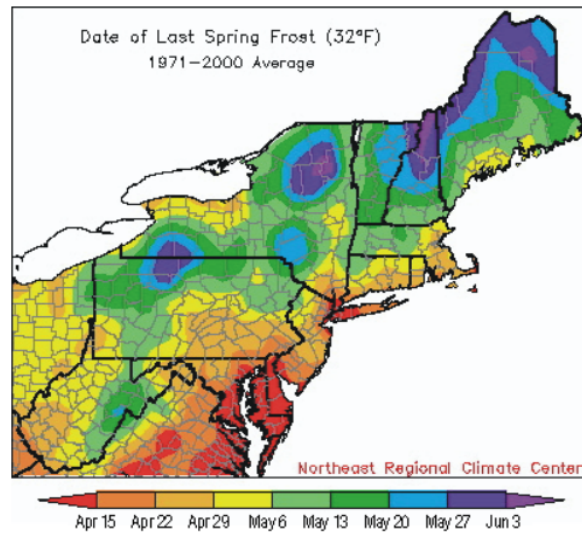 Date of Last Spring Frost (32°F)
1971-2000 Average
Northeast Regional Climate Center
Apr 15 Apr 22 Apr 29 May 6 May 13 May 20 May 27 Jun 3